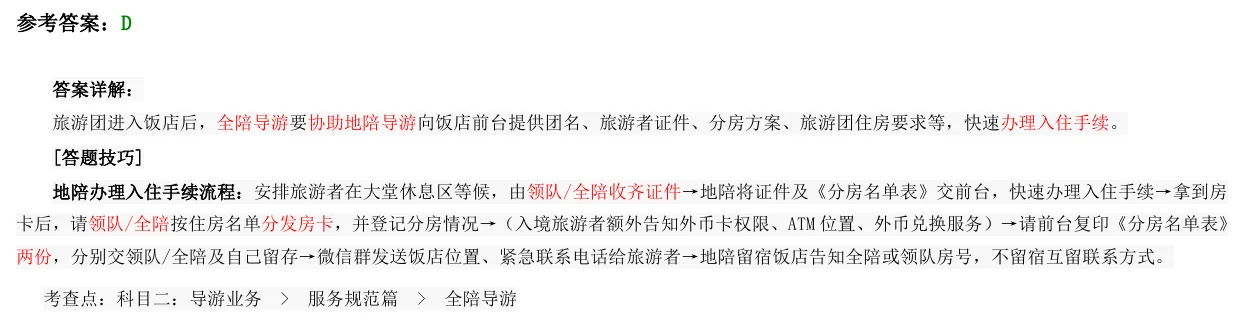 参考答案：D
答案详解：
旅游团进入饭店后，全陪导游要协助地陪导游向饭店前台提供团名、旅游者证件、分房方案、旅游团住房要求等，快速办理入住手续。
[答题技巧]
地陪办理入住手续流程：安排旅游者在大堂休息区等候，由领队/全陪收齐证件→地陪将证件及《分房名单表》交前台，快速办理入住手续→拿到房
卡后，请领队/全陪按住房名单分发房卡，并登记分房情况→（入境旅游者额外告知外币卡权限、ATM 位置、外币兑换服务）→请前台复印《分房名单表》
两份，分别交领队/全陪及自己留存→微信群发送饭店位置、紧急联系电话给旅游者→地陪留宿饭店告知全陪或领队房号，不留宿互留联系方式。
考查点：科目二：导游业务 > 服务规范篇 > 全陪导游